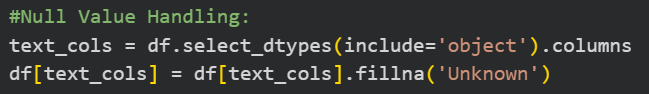 #Null Value Handling:
text_cols = df.select_dtypes(include='object').columns
df[text_cols] = df[text_cols].fillna('Unknown')